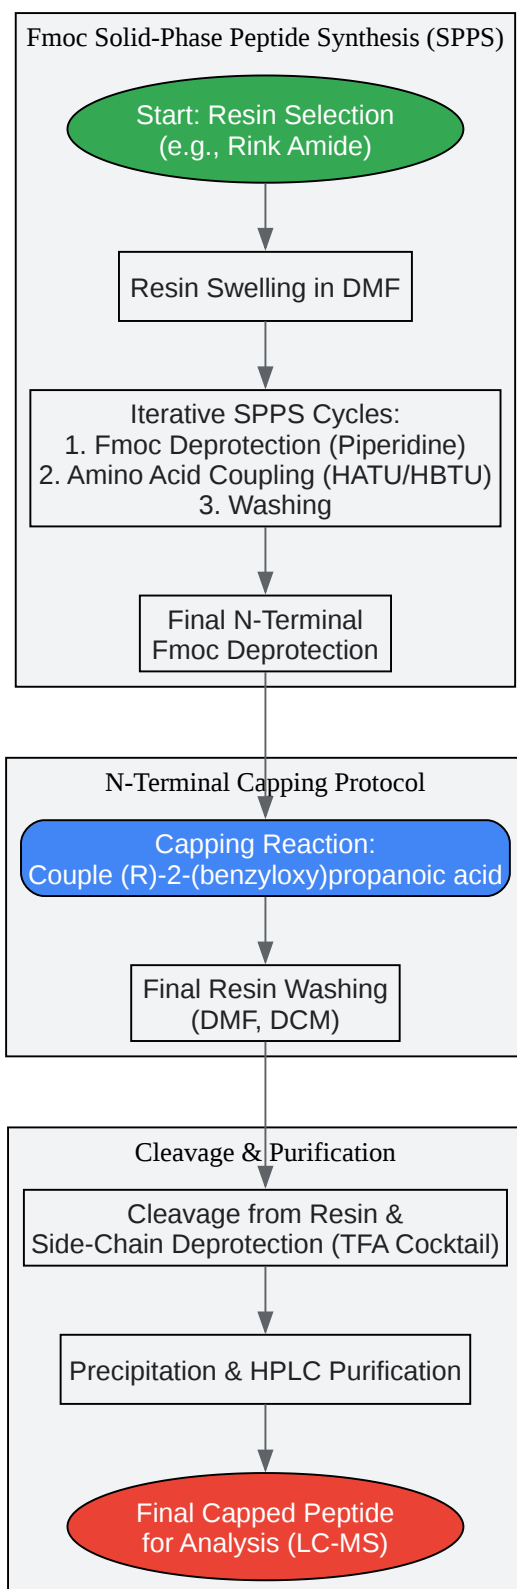 Fmoc Solid-Phase Peptide Synthesis (SPPS)
Start: Resin Selection
(e.g., Rink Amide)
Resin Swelling in DMF
Iterative SPPS Cycles:
1. Fmoc Deprotection (Piperidine)
2. Amino Acid Coupling (HATU/HBTU)
3. Washing
Final N-Terminal
Fmoc Deprotection
N-Terminal Capping Protocol
Capping Reaction:
Couple (R)-2-(benzyloxy)propanoic acid
Final Resin Washing
(DMF, DCM)
Cleavage & Purification
Cleavage from Resin &
Side-Chain Deprotection (TFA Cocktail)
Precipitation & HPLC Purification
Final Capped Peptide
for Analysis (LC-MS)